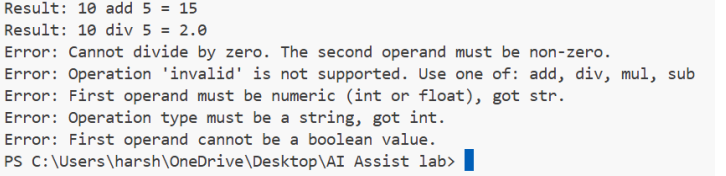 Result: 10 add 5 = 15
Result: 10 div 5 = 2.0
Error: Cannot divide by zero. The second operand must be non-zero.
Error: Operation 'invalid' is not supported. Use one of: add, div, mul, sub
Error: First operand must be numeric (int or float), got str.
Error: Operation type must be a string, got int.
Error: First operand cannot be a boolean value.
PS C:\Users\harsh\OneDrive\Desktop\AI Assist lab>